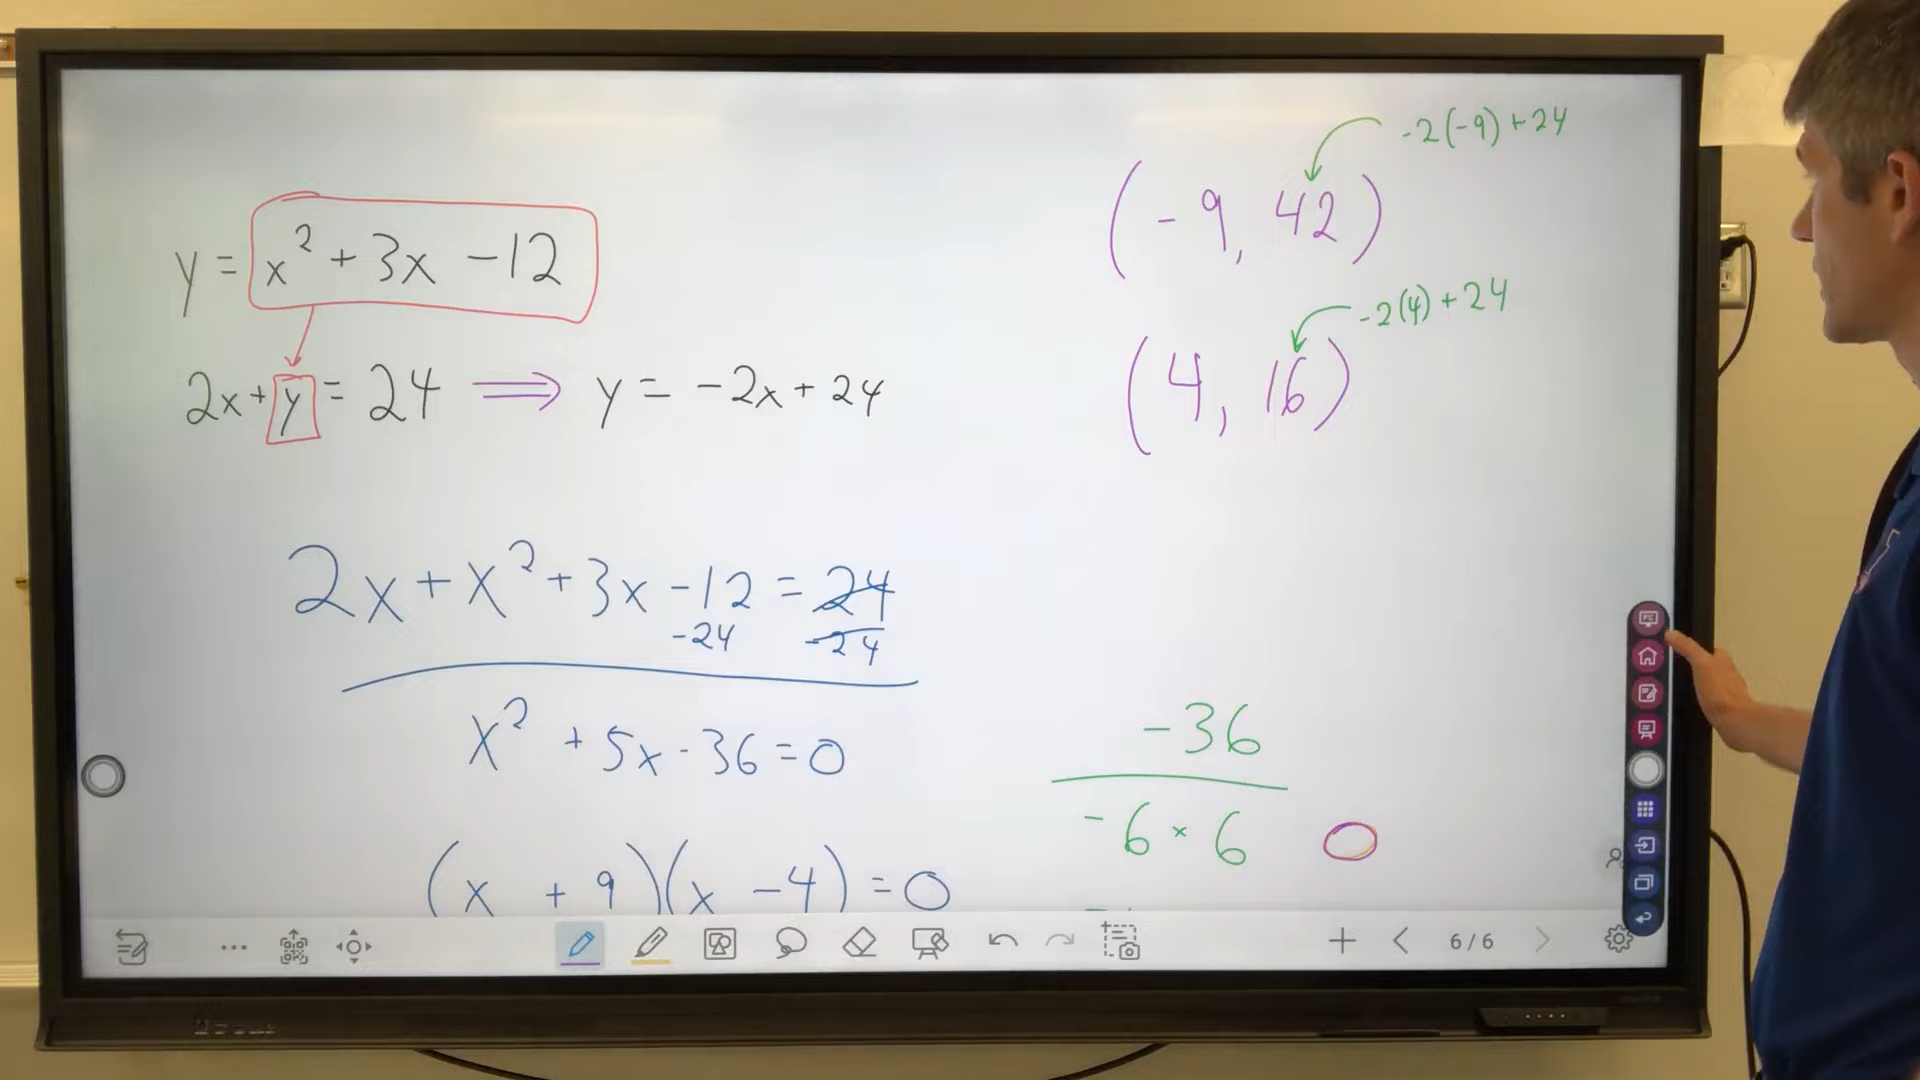 y = x² + 3x - 12
2x + y = 24 ⟹ y = -2x + 24
2x + x² + 3x - 12 = 24
-24 -24
x² + 5x - 36 = 0
(x + 9)(x - 4) = 0
-2(-9) + 24
(-9, 42)
-2(4) + 24
(4, 16)
-36
-6 × 6 0
6/6